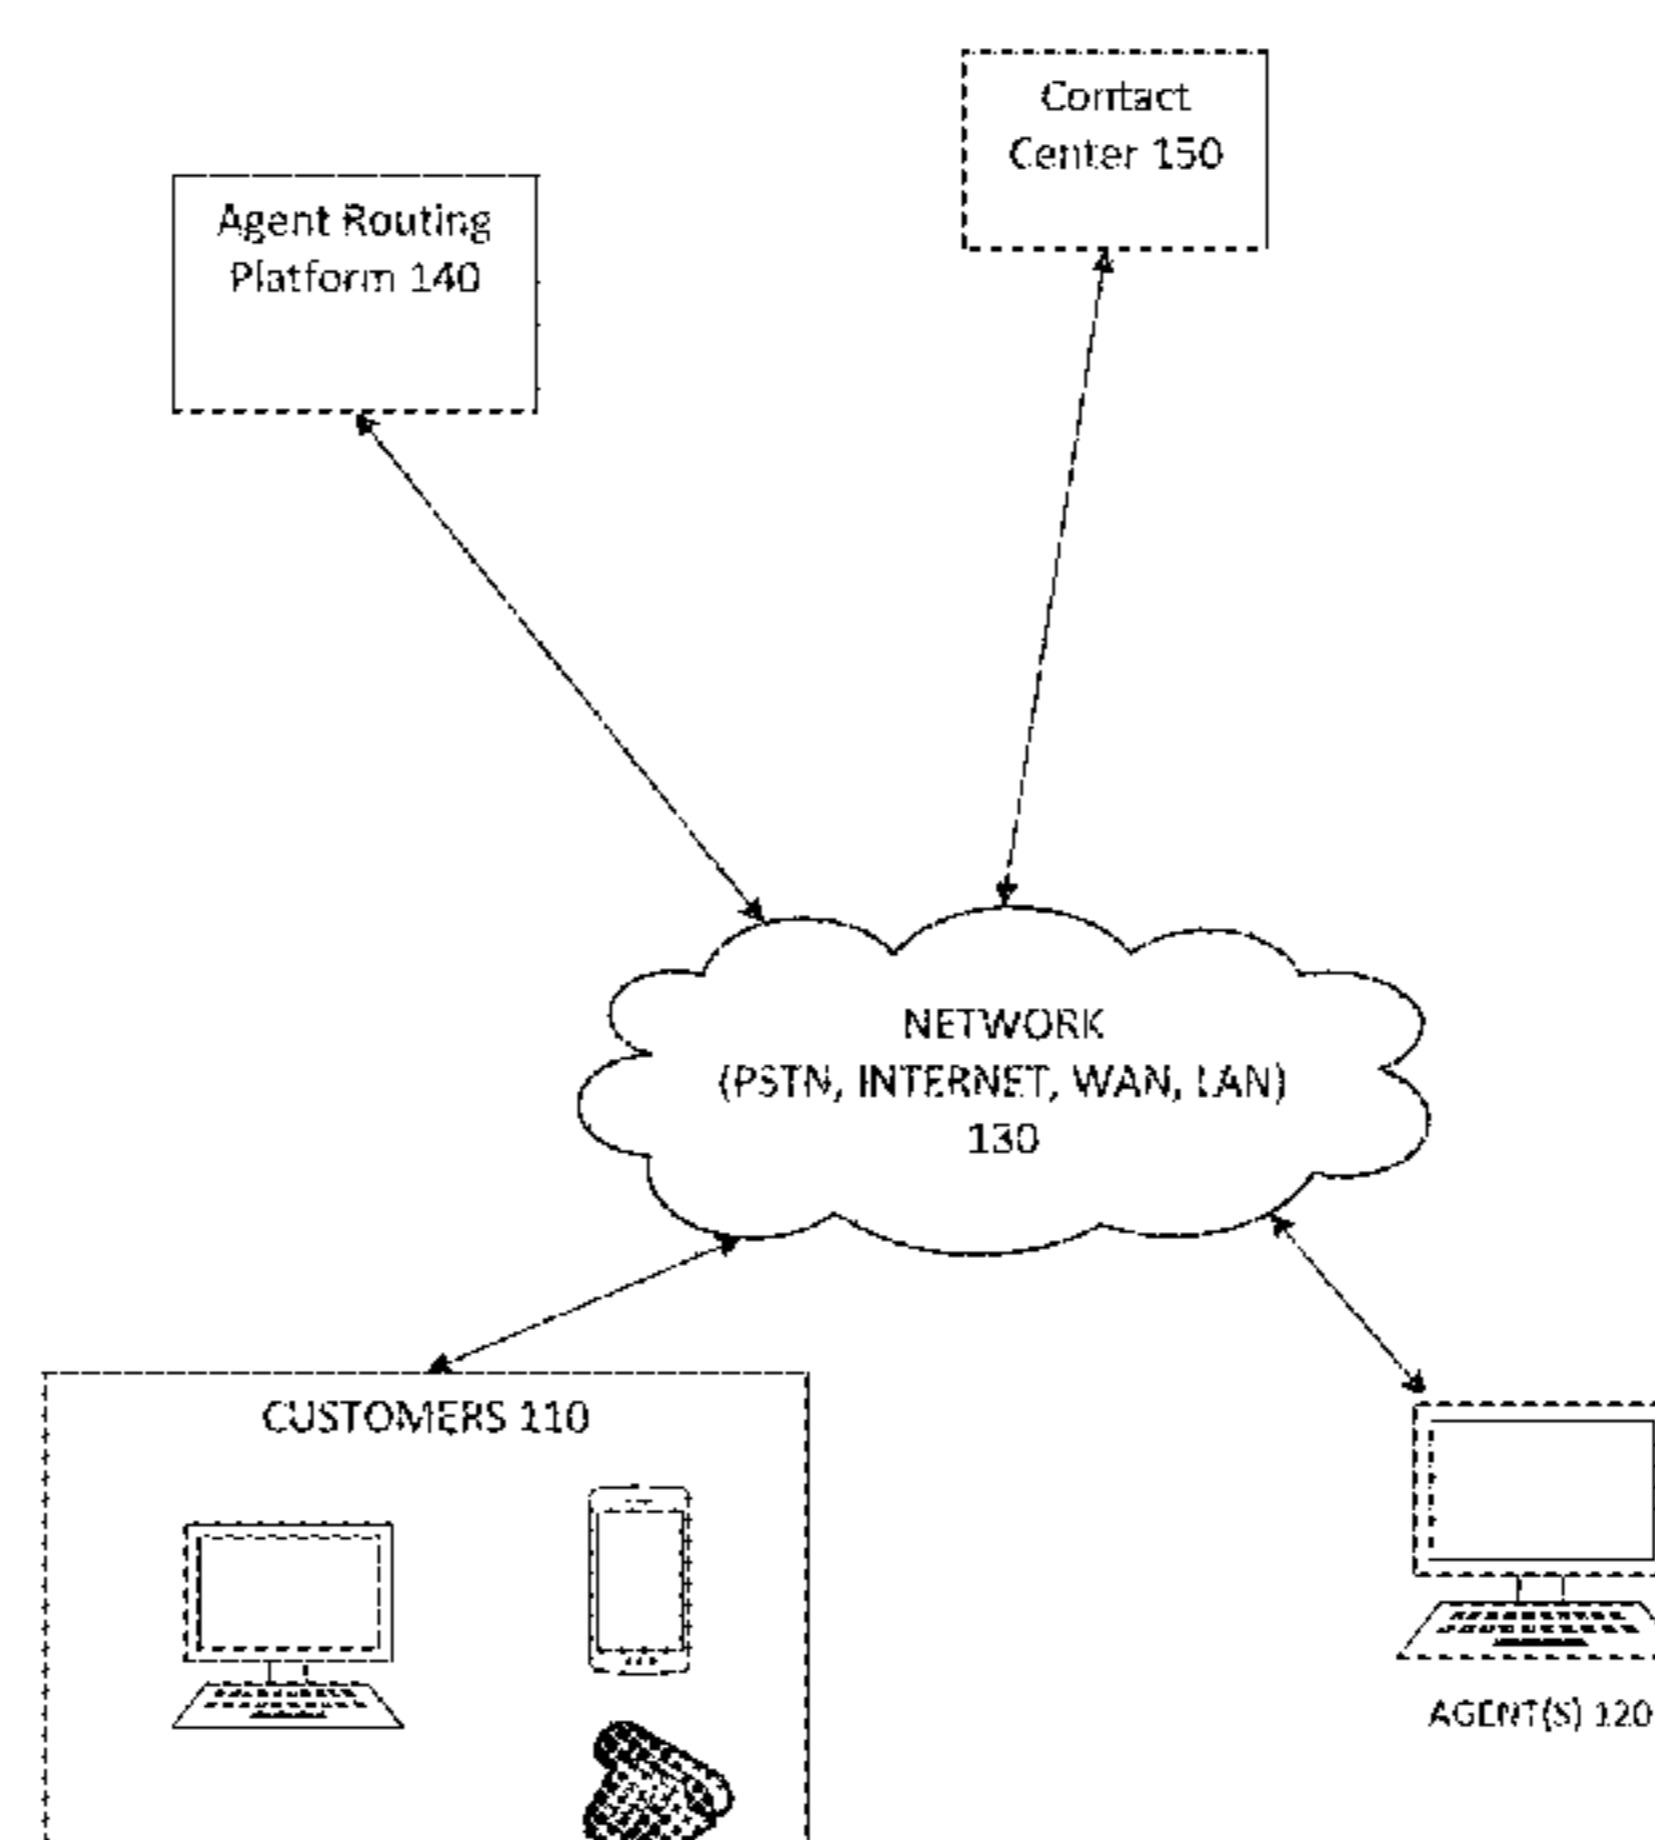 Contact
Center 150
Agent Routing
Platform 140
NETWORK
(PSTN, INTERNET, WAN, LAN)
130
CUSTOMERS 110
AGENT(S) 120